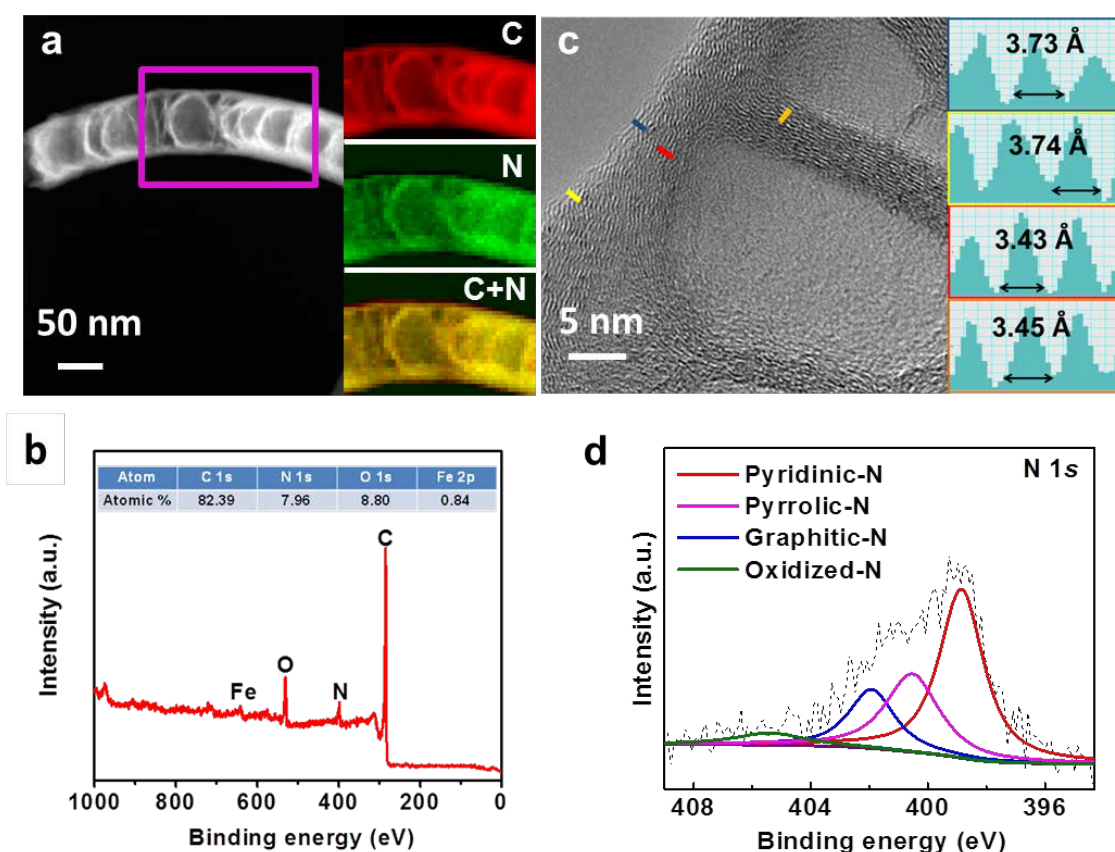 a
C
N
C+N
50 nm
c
5 nm
3.73 Å
3.74 Å
3.43 Å
3.45 Å
b
Atom C 1s N 1s O 1s Fe 2p
Atomic % 82.39 7.96 8.80 0.84
C
O
Fe
N
Intensity (a.u.)
1000 800 600 400 200 0
Binding energy (eV)
d
N 1s
Pyridinic-N
Pyrrolic-N
Graphitic-N
Oxidized-N
Intensity (a.u.)
408 404 400 396
Binding energy (eV)